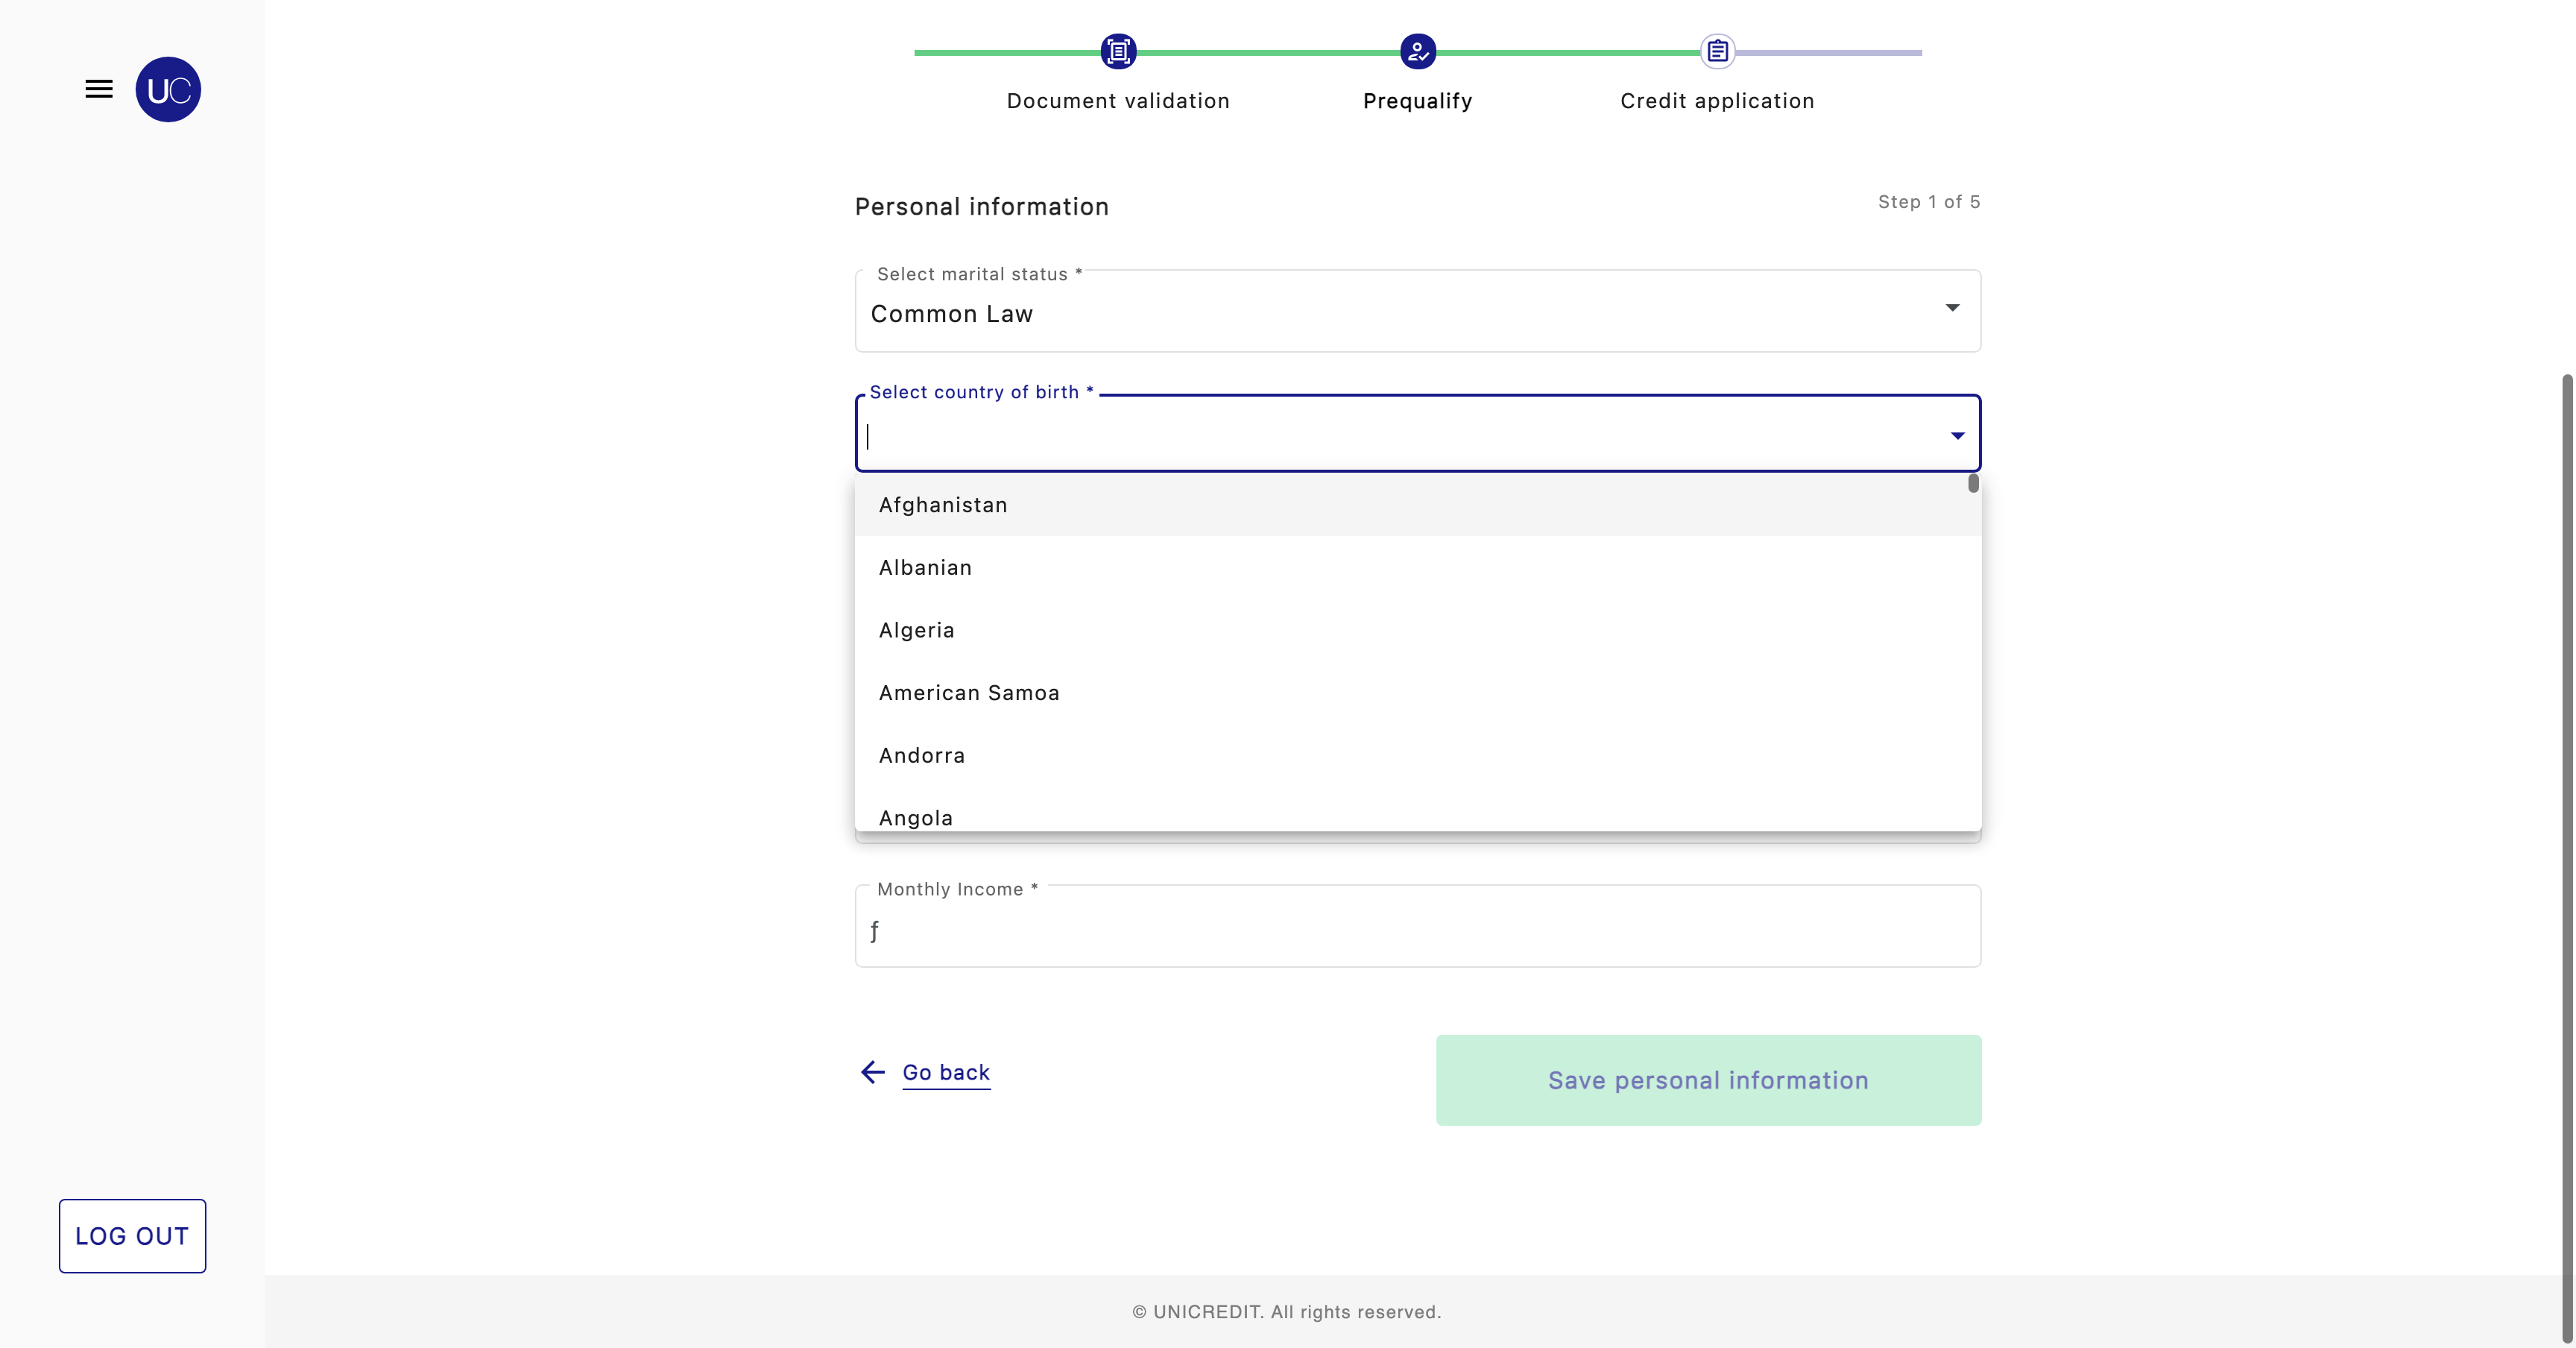 UC
Document validation
Prequalify
Credit application
Personal information
Step 1 of 5
Select marital status *
Common Law
Select country of birth *
Afghanistan
Albanian
Algeria
American Samoa
Andorra
Angola
Monthly Income *
ƒ
Go back
Save personal information
LOG OUT
© UNICREDIT. All rights reserved.